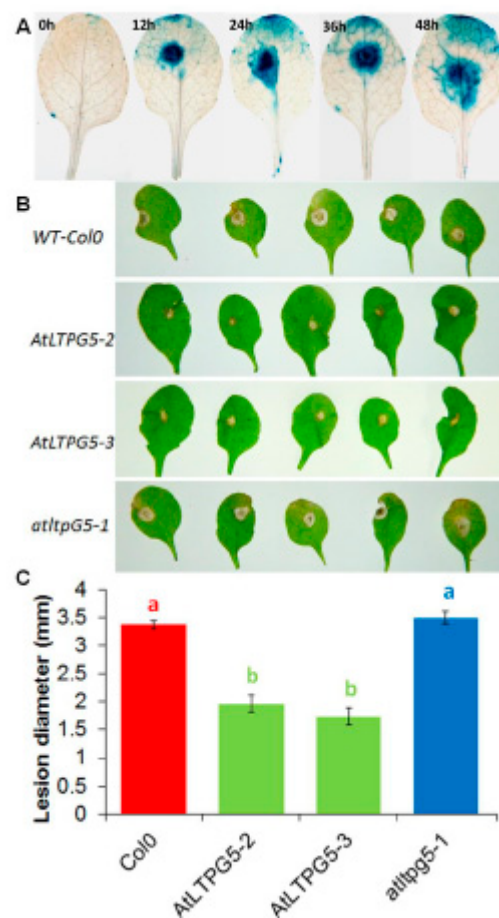 A 0h 12h 24h 36h 48h
B
WT-Col0
AtLTPG5-2
AtLTPG5-3
atltpG5-1
C
Lesion diameter (mm)
4
3.5
3
2.5
2
1.5
1
0.5
0
a
b
b
a
Col0
AtLTPG5-2
AtLTPG5-3
atltpg5-1